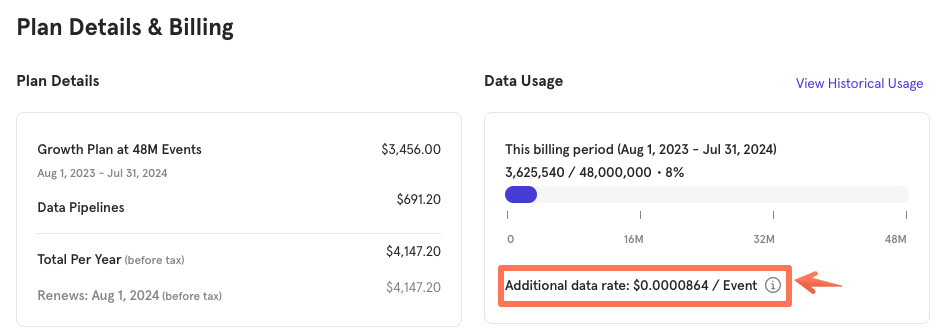 Plan Details & Billing
Plan Details
Growth Plan at 48M Events $3,456.00
Aug 1, 2023 - Jul 31, 2024
Data Pipelines $691.20
Total Per Year (before tax) $4,147.20
Renews: Aug 1, 2024 (before tax) $4,147.20
Data Usage View Historical Usage
This billing period (Aug 1, 2023 - Jul 31, 2024)
3,625,540 / 48,000,000 • 8%
0 16M 32M 48M
Additional data rate: $0.0000864 / Event